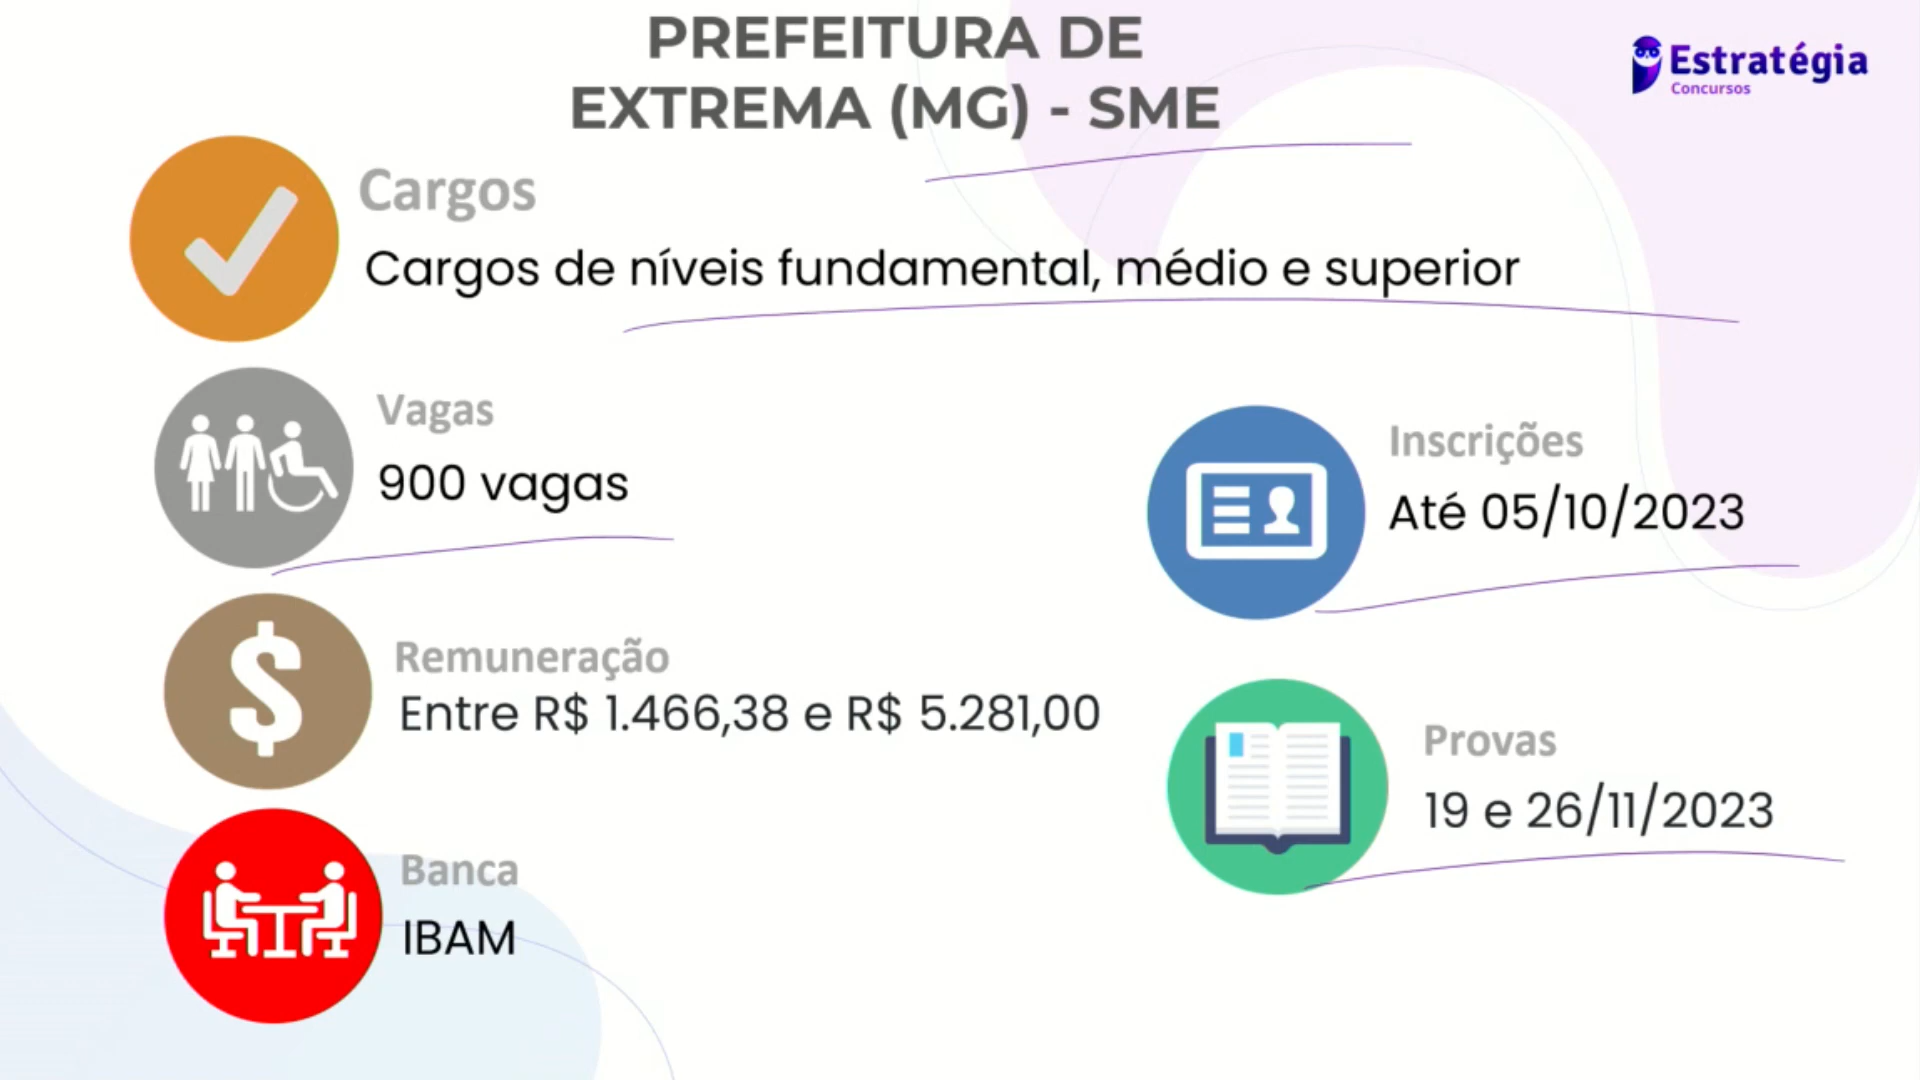 PREFEITURA DE
EXTREMA (MG) - SME
Estratégia
Concursos
Cargos
Cargos de níveis fundamental, médio e superior
Vagas
900 vagas
Inscrições
Até 05/10/2023
Remuneração
Entre R$ 1.466,38 e R$ 5.281,00
Provas
19 e 26/11/2023
Banca
IBAM